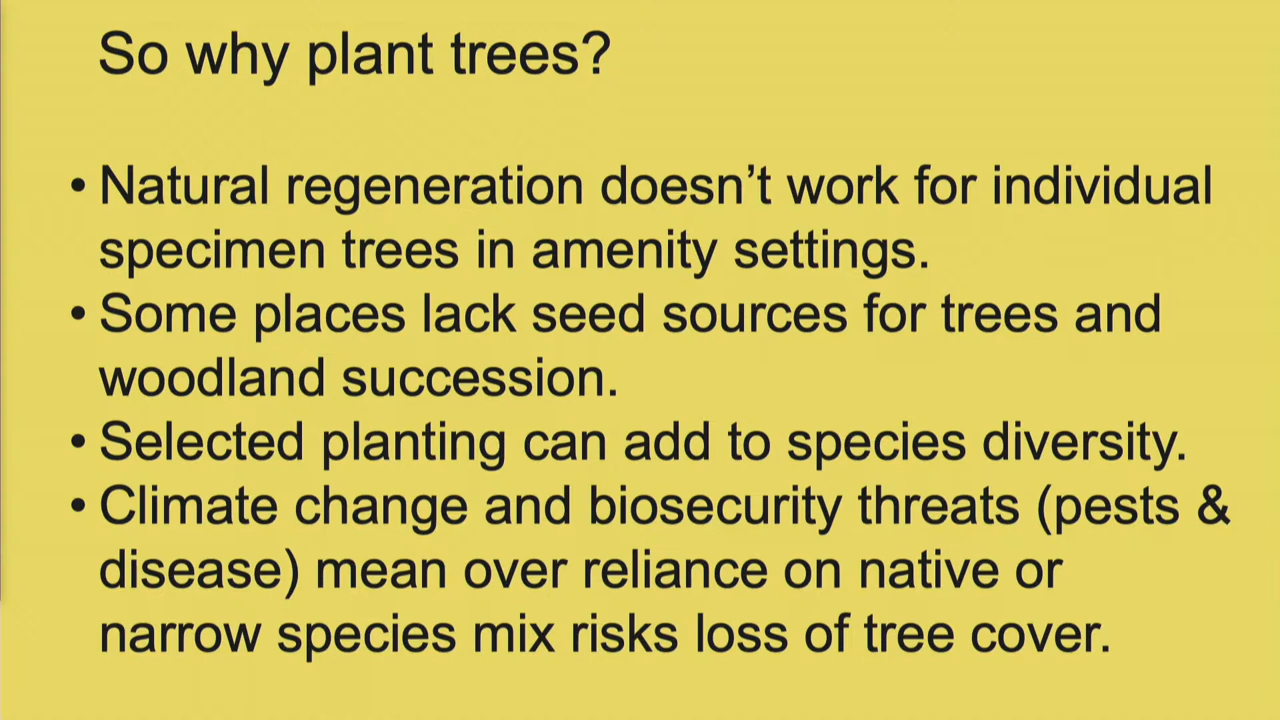 So why plant trees?
• Natural regeneration doesn’t work for individual
specimen trees in amenity settings.
• Some places lack seed sources for trees and
woodland succession.
• Selected planting can add to species diversity.
• Climate change and biosecurity threats (pests &
disease) mean over reliance on native or
narrow species mix risks loss of tree cover.